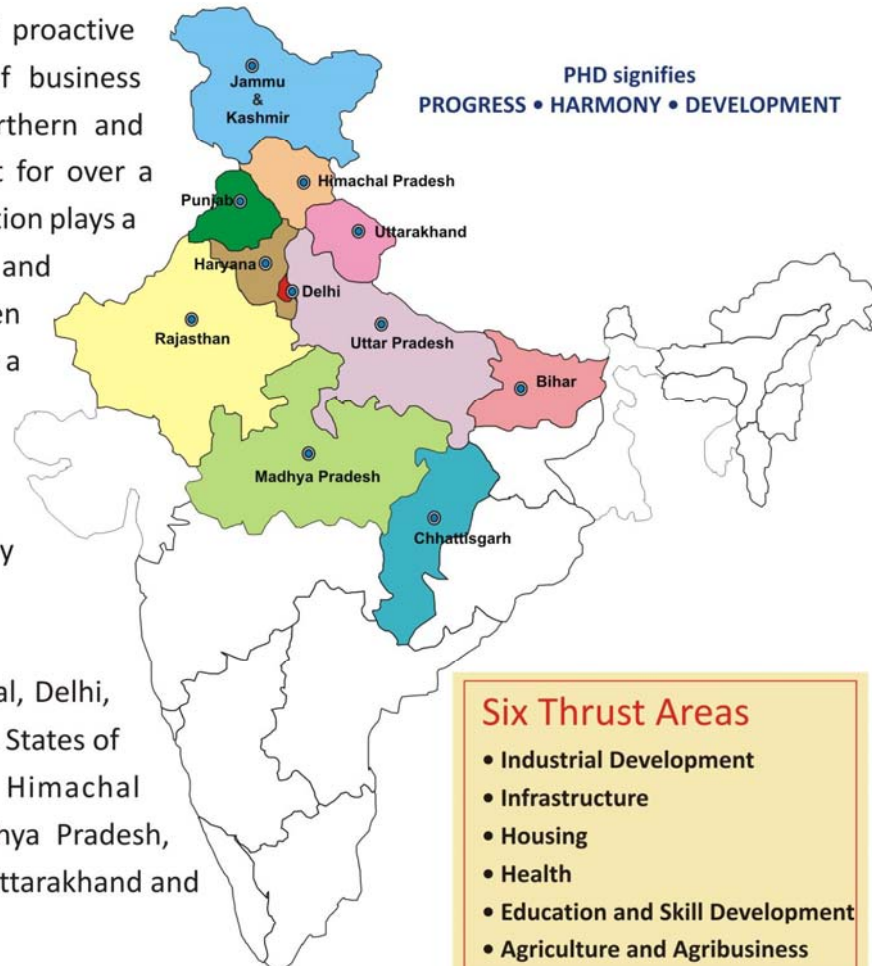 proactive
f business
rthern and
t for over a
tion plays a
and
en
a
y
al, Delhi,
States of
Himachal
hya Pradesh,
ttarakhand and
PHD signifies
PROGRESS • HARMONY • DEVELOPMENT
Jammu
&
Kashmir
Himachal Pradesh
Punjab
Uttarakhand
Haryana
Delhi
Rajasthan
Uttar Pradesh
Bihar
Madhya Pradesh
Chhattisgarh
Six Thrust Areas
• Industrial Development
• Infrastructure
• Housing
• Health
• Education and Skill Development
• Agriculture and Agribusiness